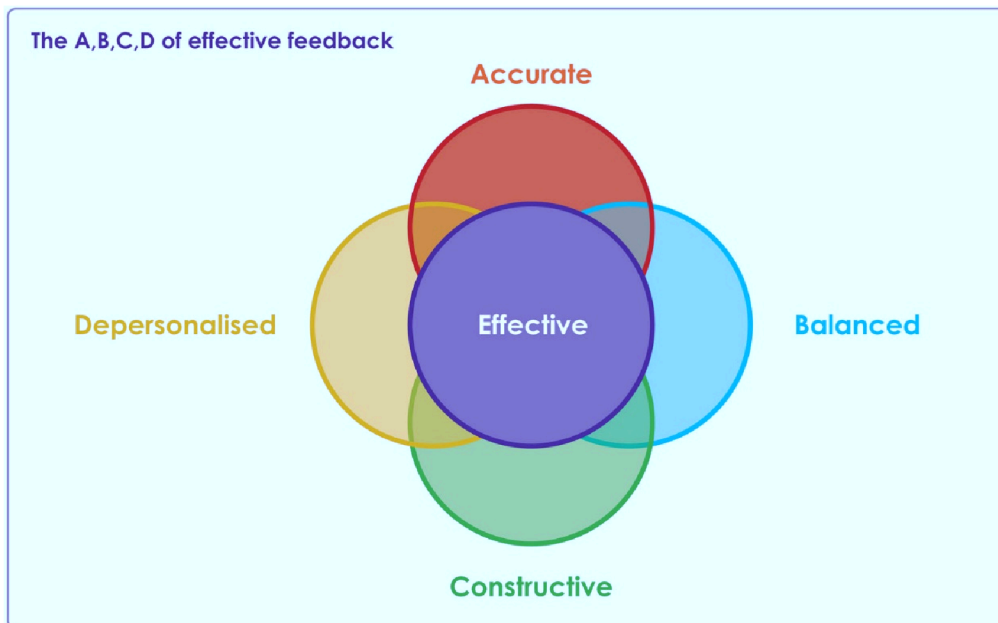 The A,B,C,D of effective feedback
Accurate
Depersonalised
Effective
Balanced
Constructive